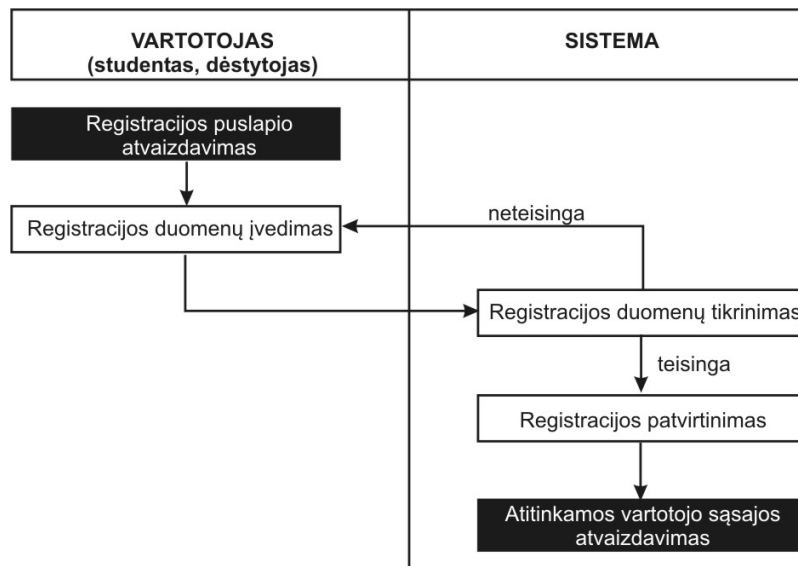 VARTOTOJAS
(studentas, dėstytojas)
SISTEMA
Registracijos puslapio
atvaizdavimas
Registracijos duomenų įvedimas
neteisinga
Registracijos duomenų tikrinimas
teisinga
Registracijos patvirtinimas
Atitinkamos vartotojo sąsajos
atvaizdavimas